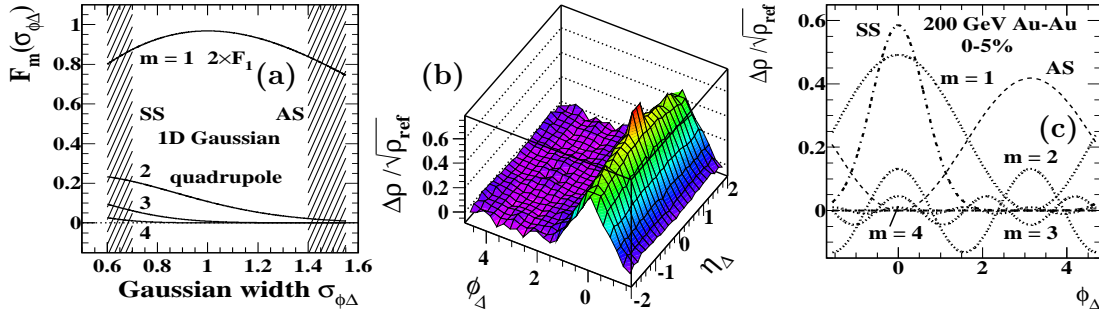 F_m(σ_ϕΔ)
1
0.8
0.6
0.4
0.2
0
m = 1 2×F_1
(a)
SS
AS
1D Gaussian
quadrupole
2
3
4
0.6 0.8 1 1.2 1.4 1.6
Gaussian width σ_ϕΔ
(b)
Δρ /√ρ_ref
0.6
0.4
0.2
0
4 2 0
ϕ_Δ
-2 -1 0 1 2
η_Δ
Δρ /√ρ_ref
0.6
0.4
0.2
0
SS
200 GeV Au-Au
0-5%
m = 1
AS
(c)
m = 2
m = 4
m = 3
0 2 4
ϕ_Δ